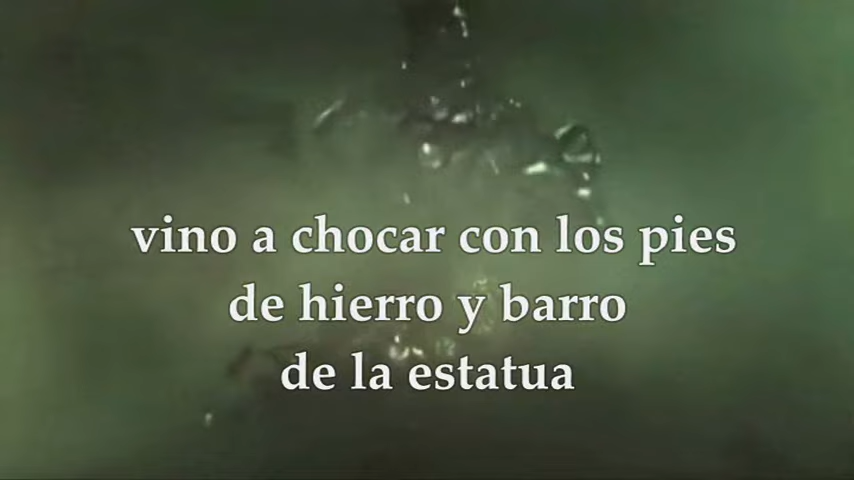 vino a chocar con los pies
de hierro y barro
de la estatua